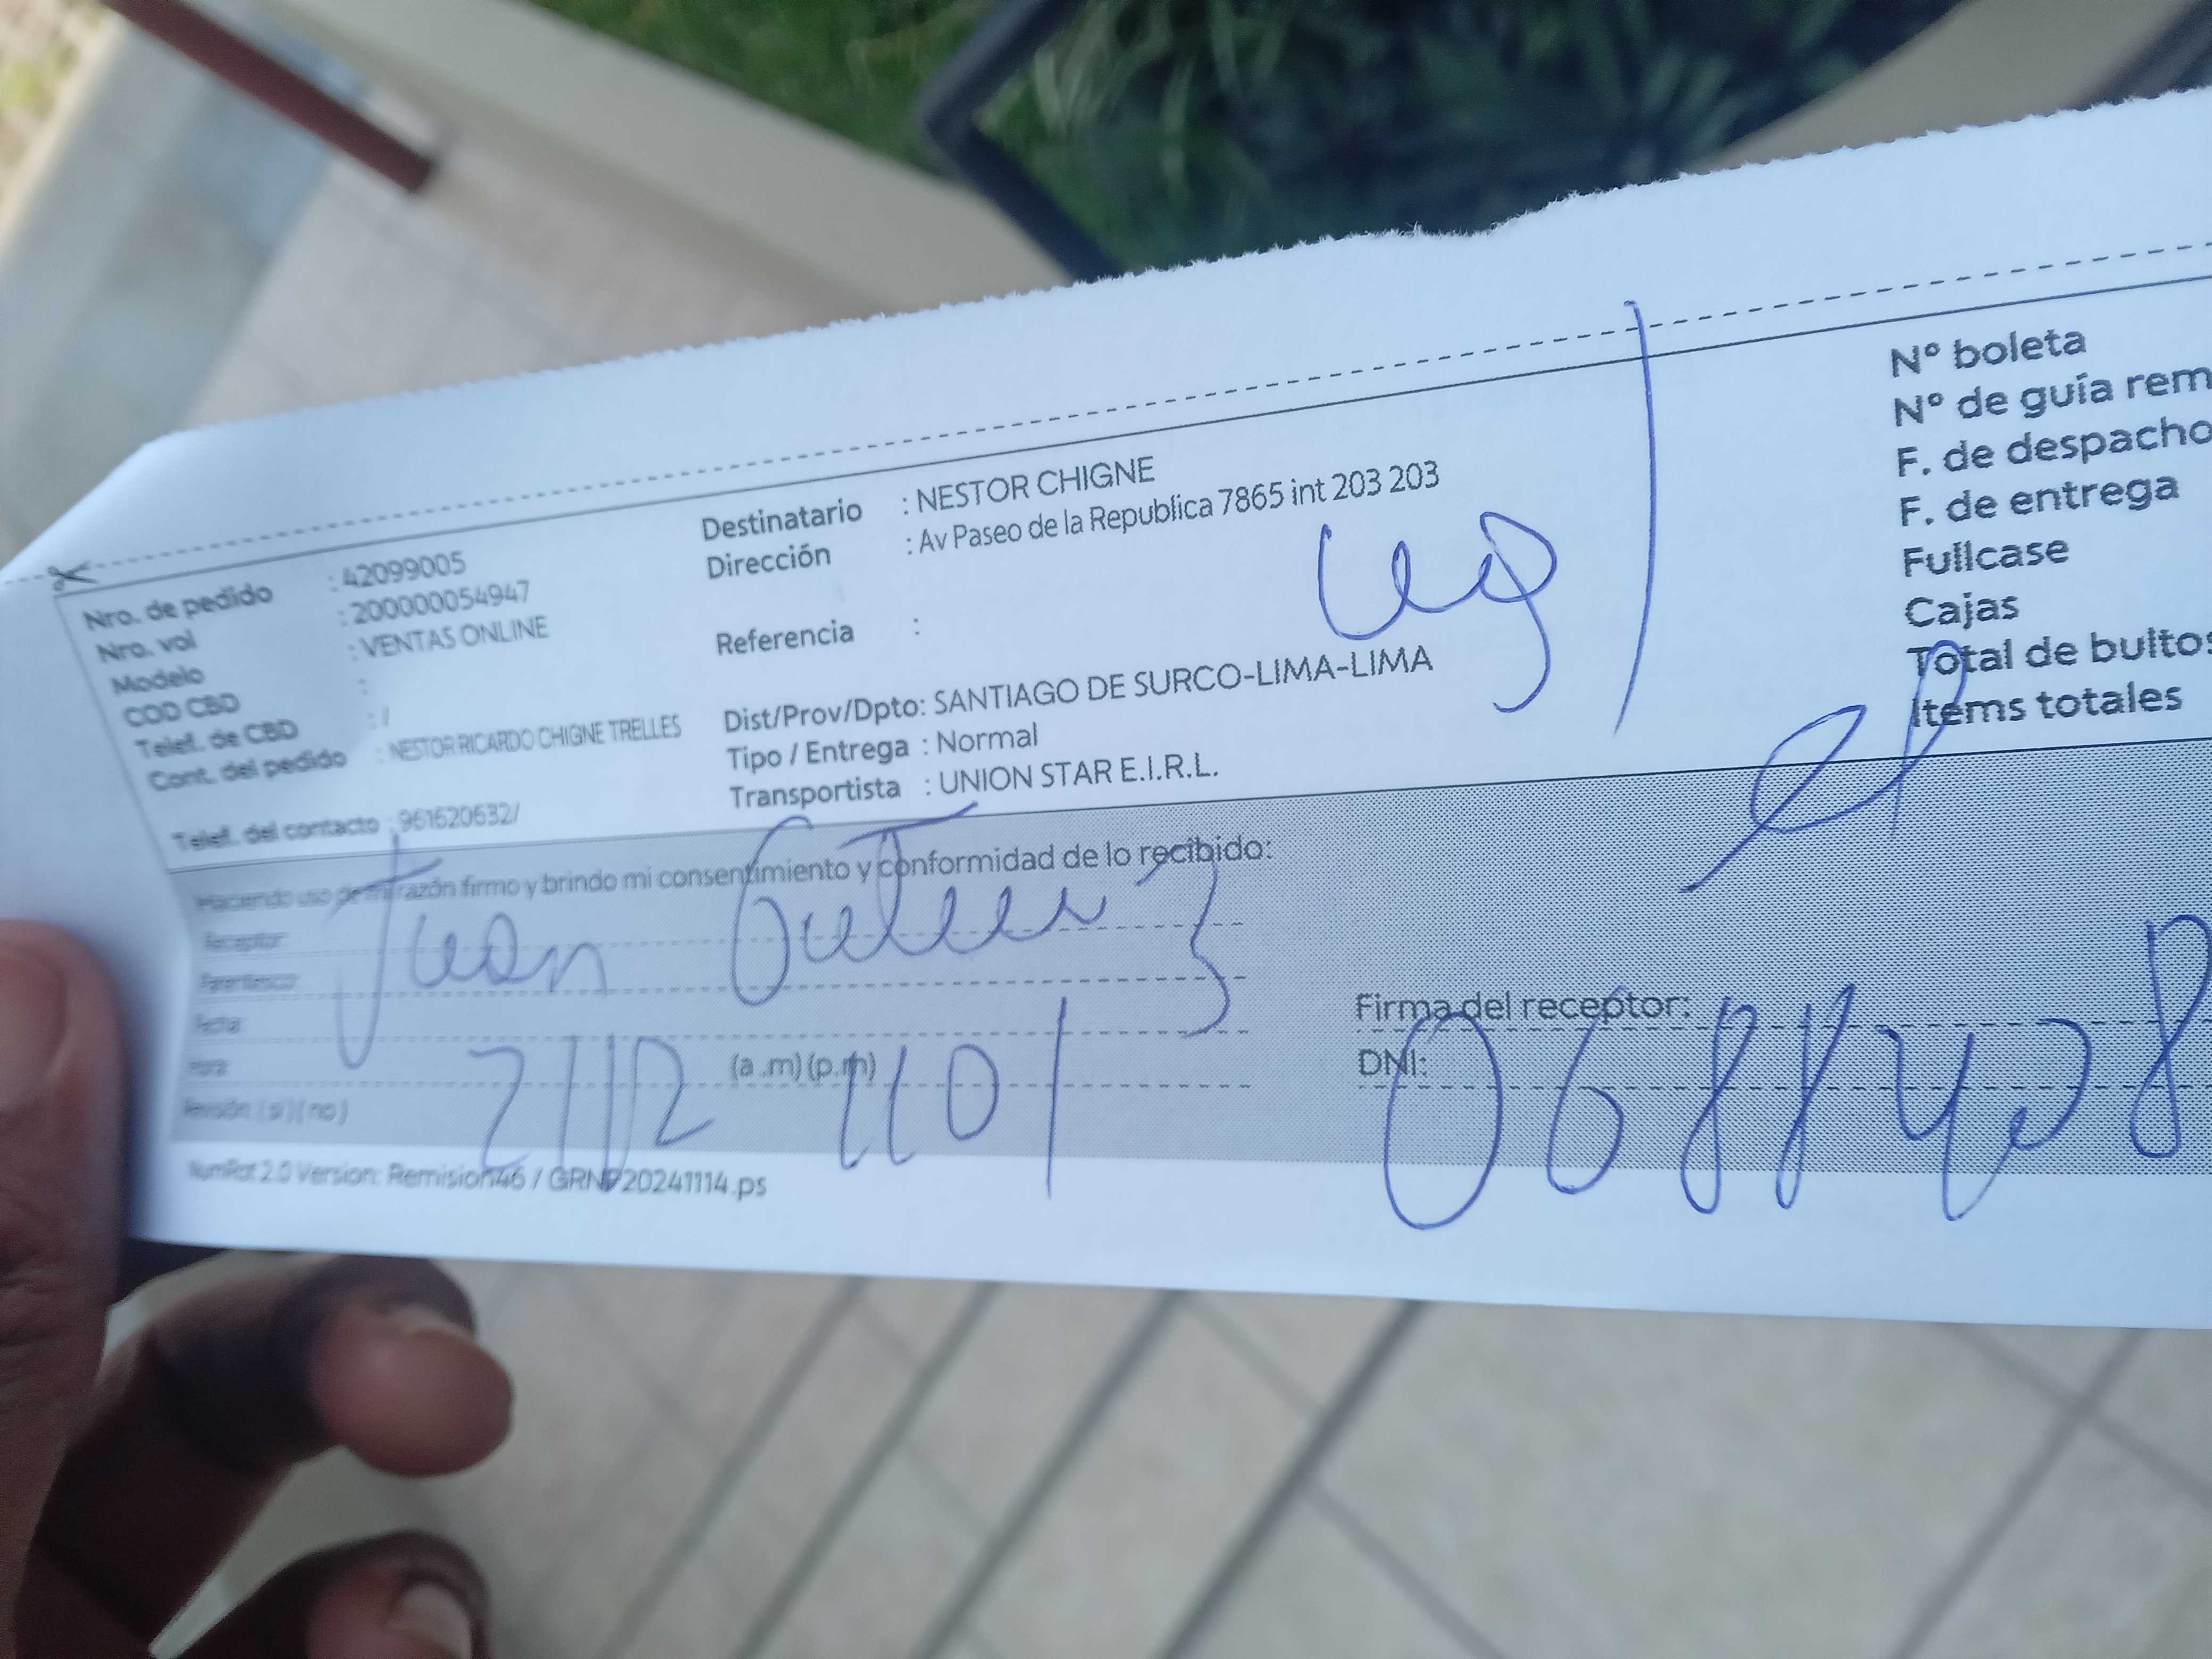 Nro. de pedido : 42099005
Nro. vol : 200000054947
Modelo : VENTAS ONLINE
COD CBD :
Telef. de CBD : /
Cont. del pedido : NESTOR RICARDO CHIGNE TRELLES
Telef. del contacto : 961620632/
Destinatario : NESTOR CHIGNE
Dirección : Av Paseo de la Republica 7865 int 203 203
Referencia :
Dist/Prov/Dpto: SANTIAGO DE SURCO-LIMA-LIMA
Tipo / Entrega : Normal
Transportista : UNION STAR E.I.R.L.
N° boleta
N° de guía rem
F. de despacho
F. de entrega
Fullcase
Cajas
Total de bultos
Items totales
Haciendo uso de mi razón firmo y brindo mi consentimiento y conformidad de lo recibido:
Receptor
Parentesco
Fecha
Hora (a .m) (p.m)
Revisión ( si ) ( no )
Juan
Firma del receptor:
DNI:
NumRot 2.0 Version: Remision46 / GRNP20241114.ps